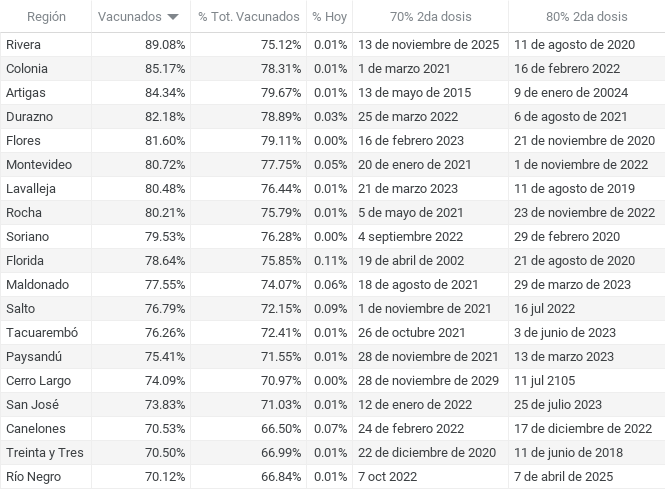 Región Vacunados % Tot. Vacunados % Hoy 70% 2da dosis 80% 2da dosis
Rivera 89.08% 75.12% 0.01% 13 de noviembre de 2025 11 de agosto de 2020
Colonia 85.17% 78.31% 0.01% 1 de marzo 2021 16 de febrero 2022
Artigas 84.34% 79.67% 0.01% 13 de mayo de 2015 9 de enero de 20024
Durazno 82.18% 78.89% 0.03% 25 de marzo 2022 6 de agosto de 2021
Flores 81.60% 79.11% 0.00% 16 de febrero 2023 21 de noviembre de 2020
Montevideo 80.72% 77.75% 0.05% 20 de enero de 2021 1 de noviembre de 2022
Lavalleja 80.48% 76.44% 0.01% 21 de marzo 2023 11 de agosto de 2019
Rocha 80.21% 75.79% 0.01% 5 de mayo de 2021 23 de noviembre de 2022
Soriano 79.53% 76.28% 0.00% 4 septiembre 2022 29 de febrero 2020
Florida 78.64% 75.85% 0.11% 19 de abril de 2002 21 de agosto de 2020
Maldonado 77.55% 74.07% 0.06% 18 de agosto de 2021 29 de marzo de 2023
Salto 76.79% 72.15% 0.09% 1 de noviembre de 2021 16 jul 2022
Tacuarembó 76.26% 72.41% 0.01% 26 de octubre 2021 3 de junio de 2023
Paysandú 75.41% 71.55% 0.01% 28 de noviembre de 2021 13 de marzo 2023
Cerro Largo 74.09% 70.97% 0.00% 28 de noviembre de 2029 11 jul 2105
San José 73.83% 71.03% 0.01% 12 de enero de 2022 25 de julio 2023
Canelones 70.53% 66.50% 0.07% 24 de febrero 2022 17 de diciembre de 2022
Treinta y Tres 70.50% 66.99% 0.01% 22 de diciembre de 2020 11 de junio de 2018
Río Negro 70.12% 66.84% 0.01% 7 oct 2022 7 de abril de 2025